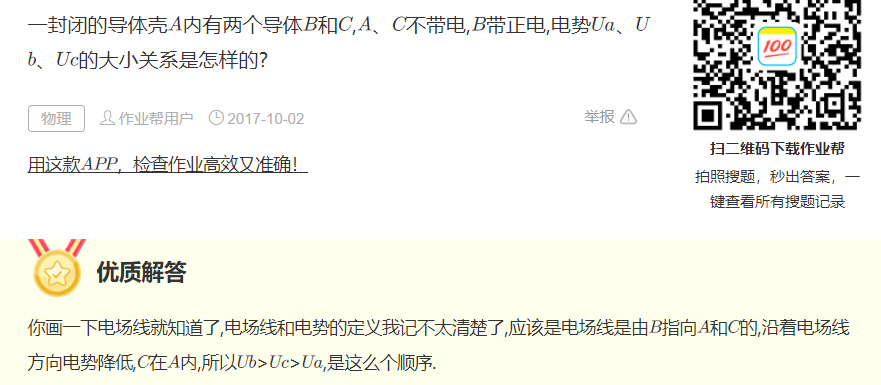 一封闭的导体壳A内有两个导体B和C,A、C不带电,B带正电,电势Ua、U
b、Uc的大小关系是怎样的?
物理 作业帮用户 2017-10-02 举报
用这款APP，检查作业高效又准确！
100
扫二维码下载作业帮
拍照搜题，秒出答案，一
键查看所有搜题记录
优质解答
你画一下电场线就知道了,电场线和电势的定义我记不太清楚了,应该是电场线是由B指向A和C的,沿着电场线
方向电势降低,C在A内,所以Ub>Uc>Ua,是这么个顺序.